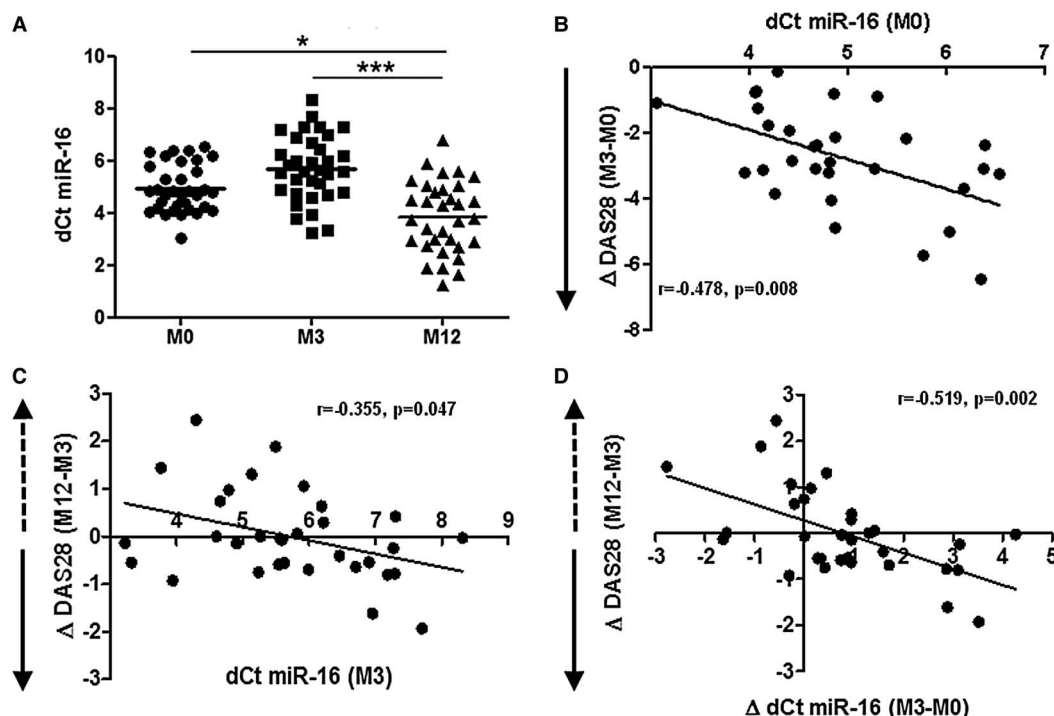 A
*
***
10
8
6
4
2
0
dCt miR-16
M0
M3
M12
B
dCt miR-16 (M0)
4
5
6
7
0
-2
-4
-6
-8
Δ DAS28 (M3-M0)
r=-0.478, p=0.008
C
3
2
1
0
-1
-2
-3
Δ DAS28 (M12-M3)
r=-0.355, p=0.047
4
5
6
7
8
9
dCt miR-16 (M3)
D
3
2
1
0
-1
-2
-3
Δ DAS28 (M12-M3)
r=-0.519, p=0.002
-3
-2
-1
1
2
3
4
5
Δ dCt miR-16 (M3-M0)